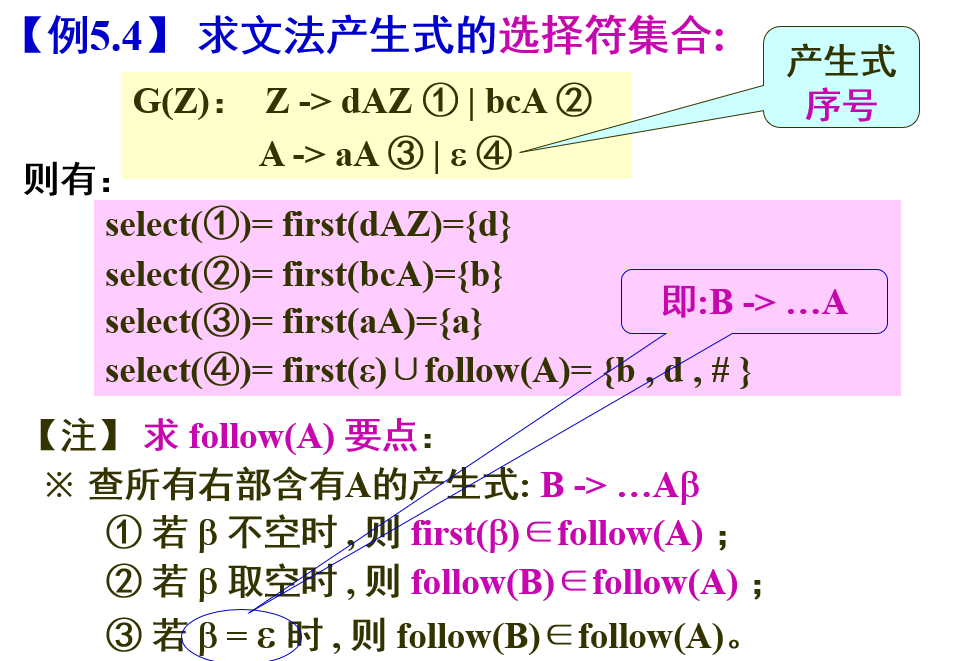 【例5.4】 求文法产生式的选择符集合:
产生式
序号
G(Z)： Z -> dAZ ① | bcA ②
A -> aA ③ | ε ④
则有：
select(①)= first(dAZ)={d}
select(②)= first(bcA)={b}
select(③)= first(aA)={a}
select(④)= first(ε)∪follow(A)= {b , d , # }
即:B -> …A
【注】 求 follow(A) 要点：
※ 查所有右部含有A的产生式: B -> …Aβ
① 若 β 不空时 , 则 first(β)∈follow(A) ；
② 若 β 取空时 , 则 follow(B)∈follow(A) ；
③ 若 β = ε 时 , 则 follow(B)∈follow(A)。